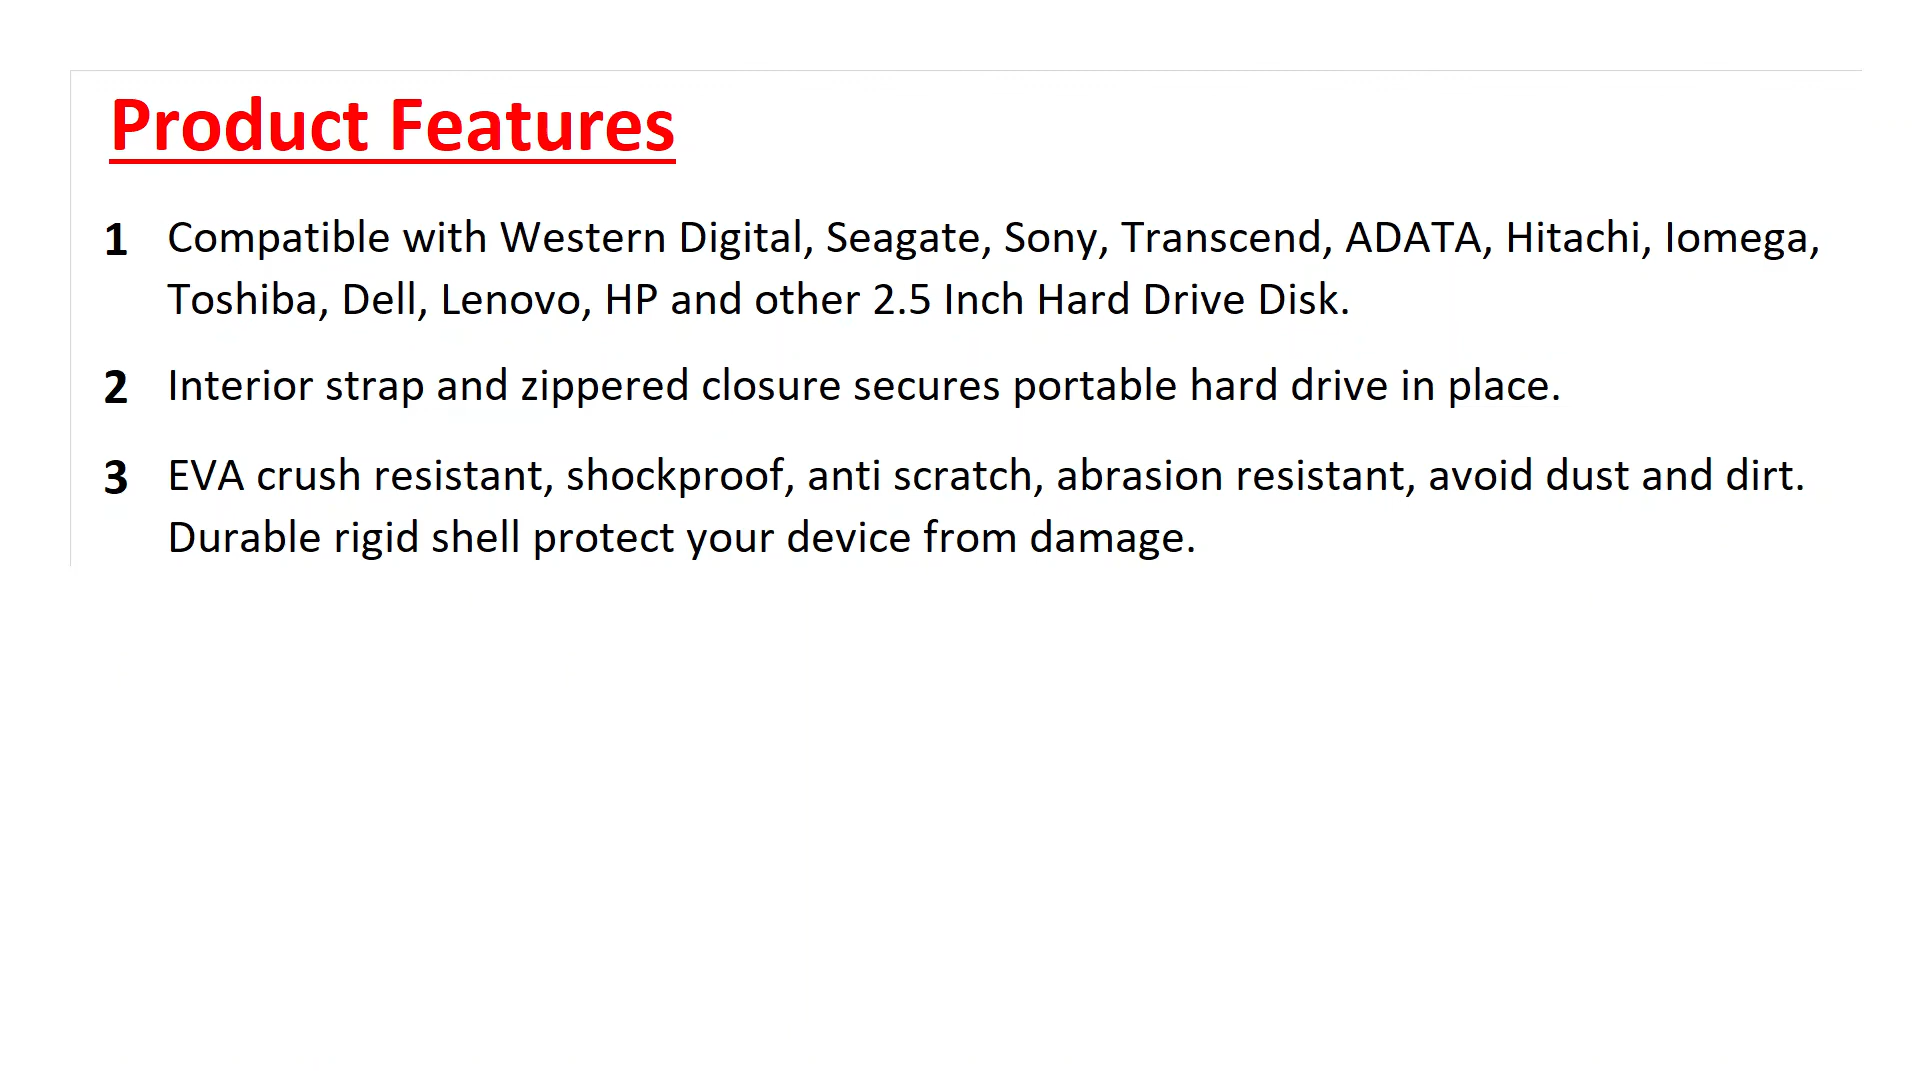 Product Features
1 Compatible with Western Digital, Seagate, Sony, Transcend, ADATA, Hitachi, Iomega,
Toshiba, Dell, Lenovo, HP and other 2.5 Inch Hard Drive Disk.
2 Interior strap and zippered closure secures portable hard drive in place.
3 EVA crush resistant, shockproof, anti scratch, abrasion resistant, avoid dust and dirt.
Durable rigid shell protect your device from damage.